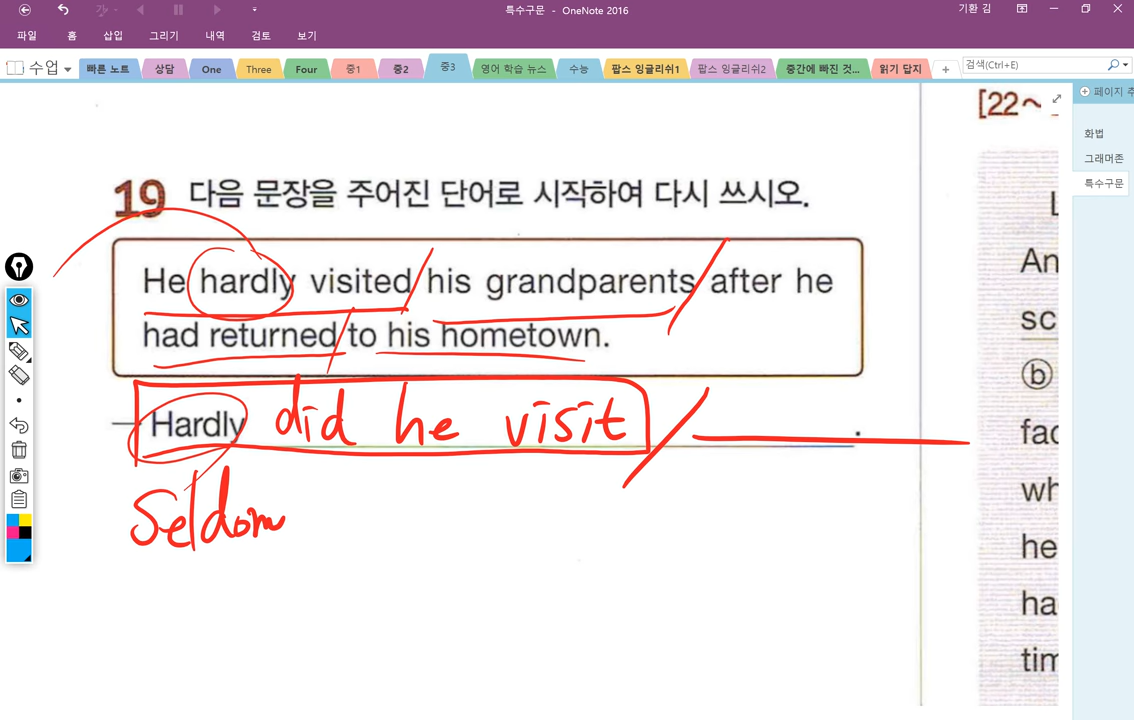 특수구문 - OneNote 2016
기환 김
파일 홈 삽입 그리기 내역 검토 보기
수업 빠른 노트 상담 One Three Four 중1 중2 중3 영어 학습 뉴스 수능 팝스 잉글리쉬1 팝스 잉글리쉬2 중간에 빠진 것... 읽기 답지 + 검색(Ctrl+E)
페이지 추
화법
그래머존
특수구문
19 다음 문장을 주어진 단어로 시작하여 다시 쓰시오.
He hardly visited his grandparents after he
had returned to his hometown.
Hardly did he visit .
Seldom
[22~
L
An
sc
ⓑ
fac
wh
he
ha
tim